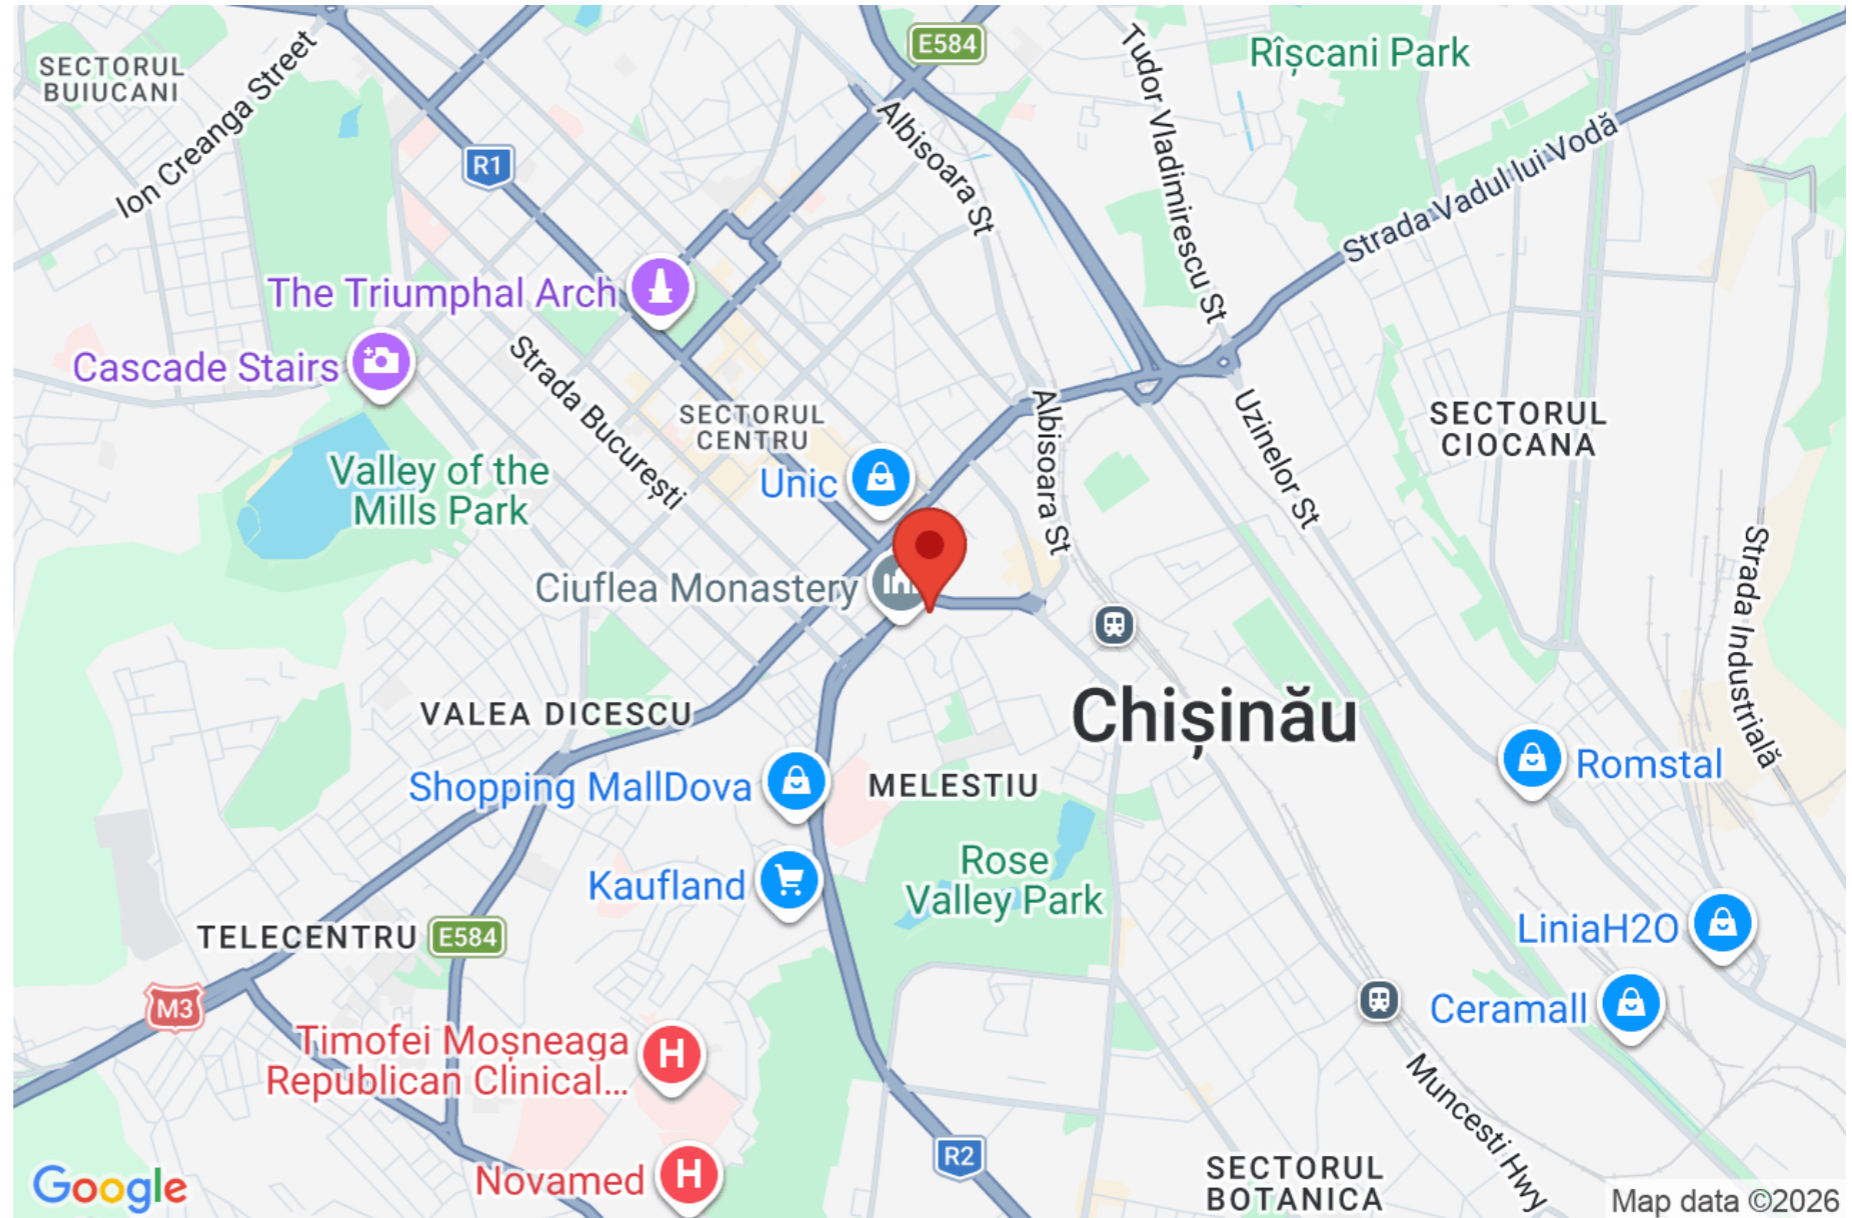 E584
Rîșcani Park
SECTORUL
BUIUCANI
Ion Creanga Street
R1
Albisoara St
Tudor Vladimirescu St
Strada Vadul lui Vodă
The Triumphal Arch
Cascade Stairs
Strada București
SECTORUL
CENTRU
Unic
Albisoara St
Uzinelor St
SECTORUL
CIOCANA
Valley of the
Mills Park
Ciuflea Monastery
Strada Industrială
VALEA DICESCU
Chișinău
Shopping MallDova
MELESTIU
Romstal
Kaufland
Rose
Valley Park
TELECENTRU
E584
LiniaH2O
M3
Ceramall
Timofei Moșneaga
Republican Clinical...
H
Muncesti Hwy
R2
Novamed
H
SECTORUL
BOTANICA
Google
Map data ©2026